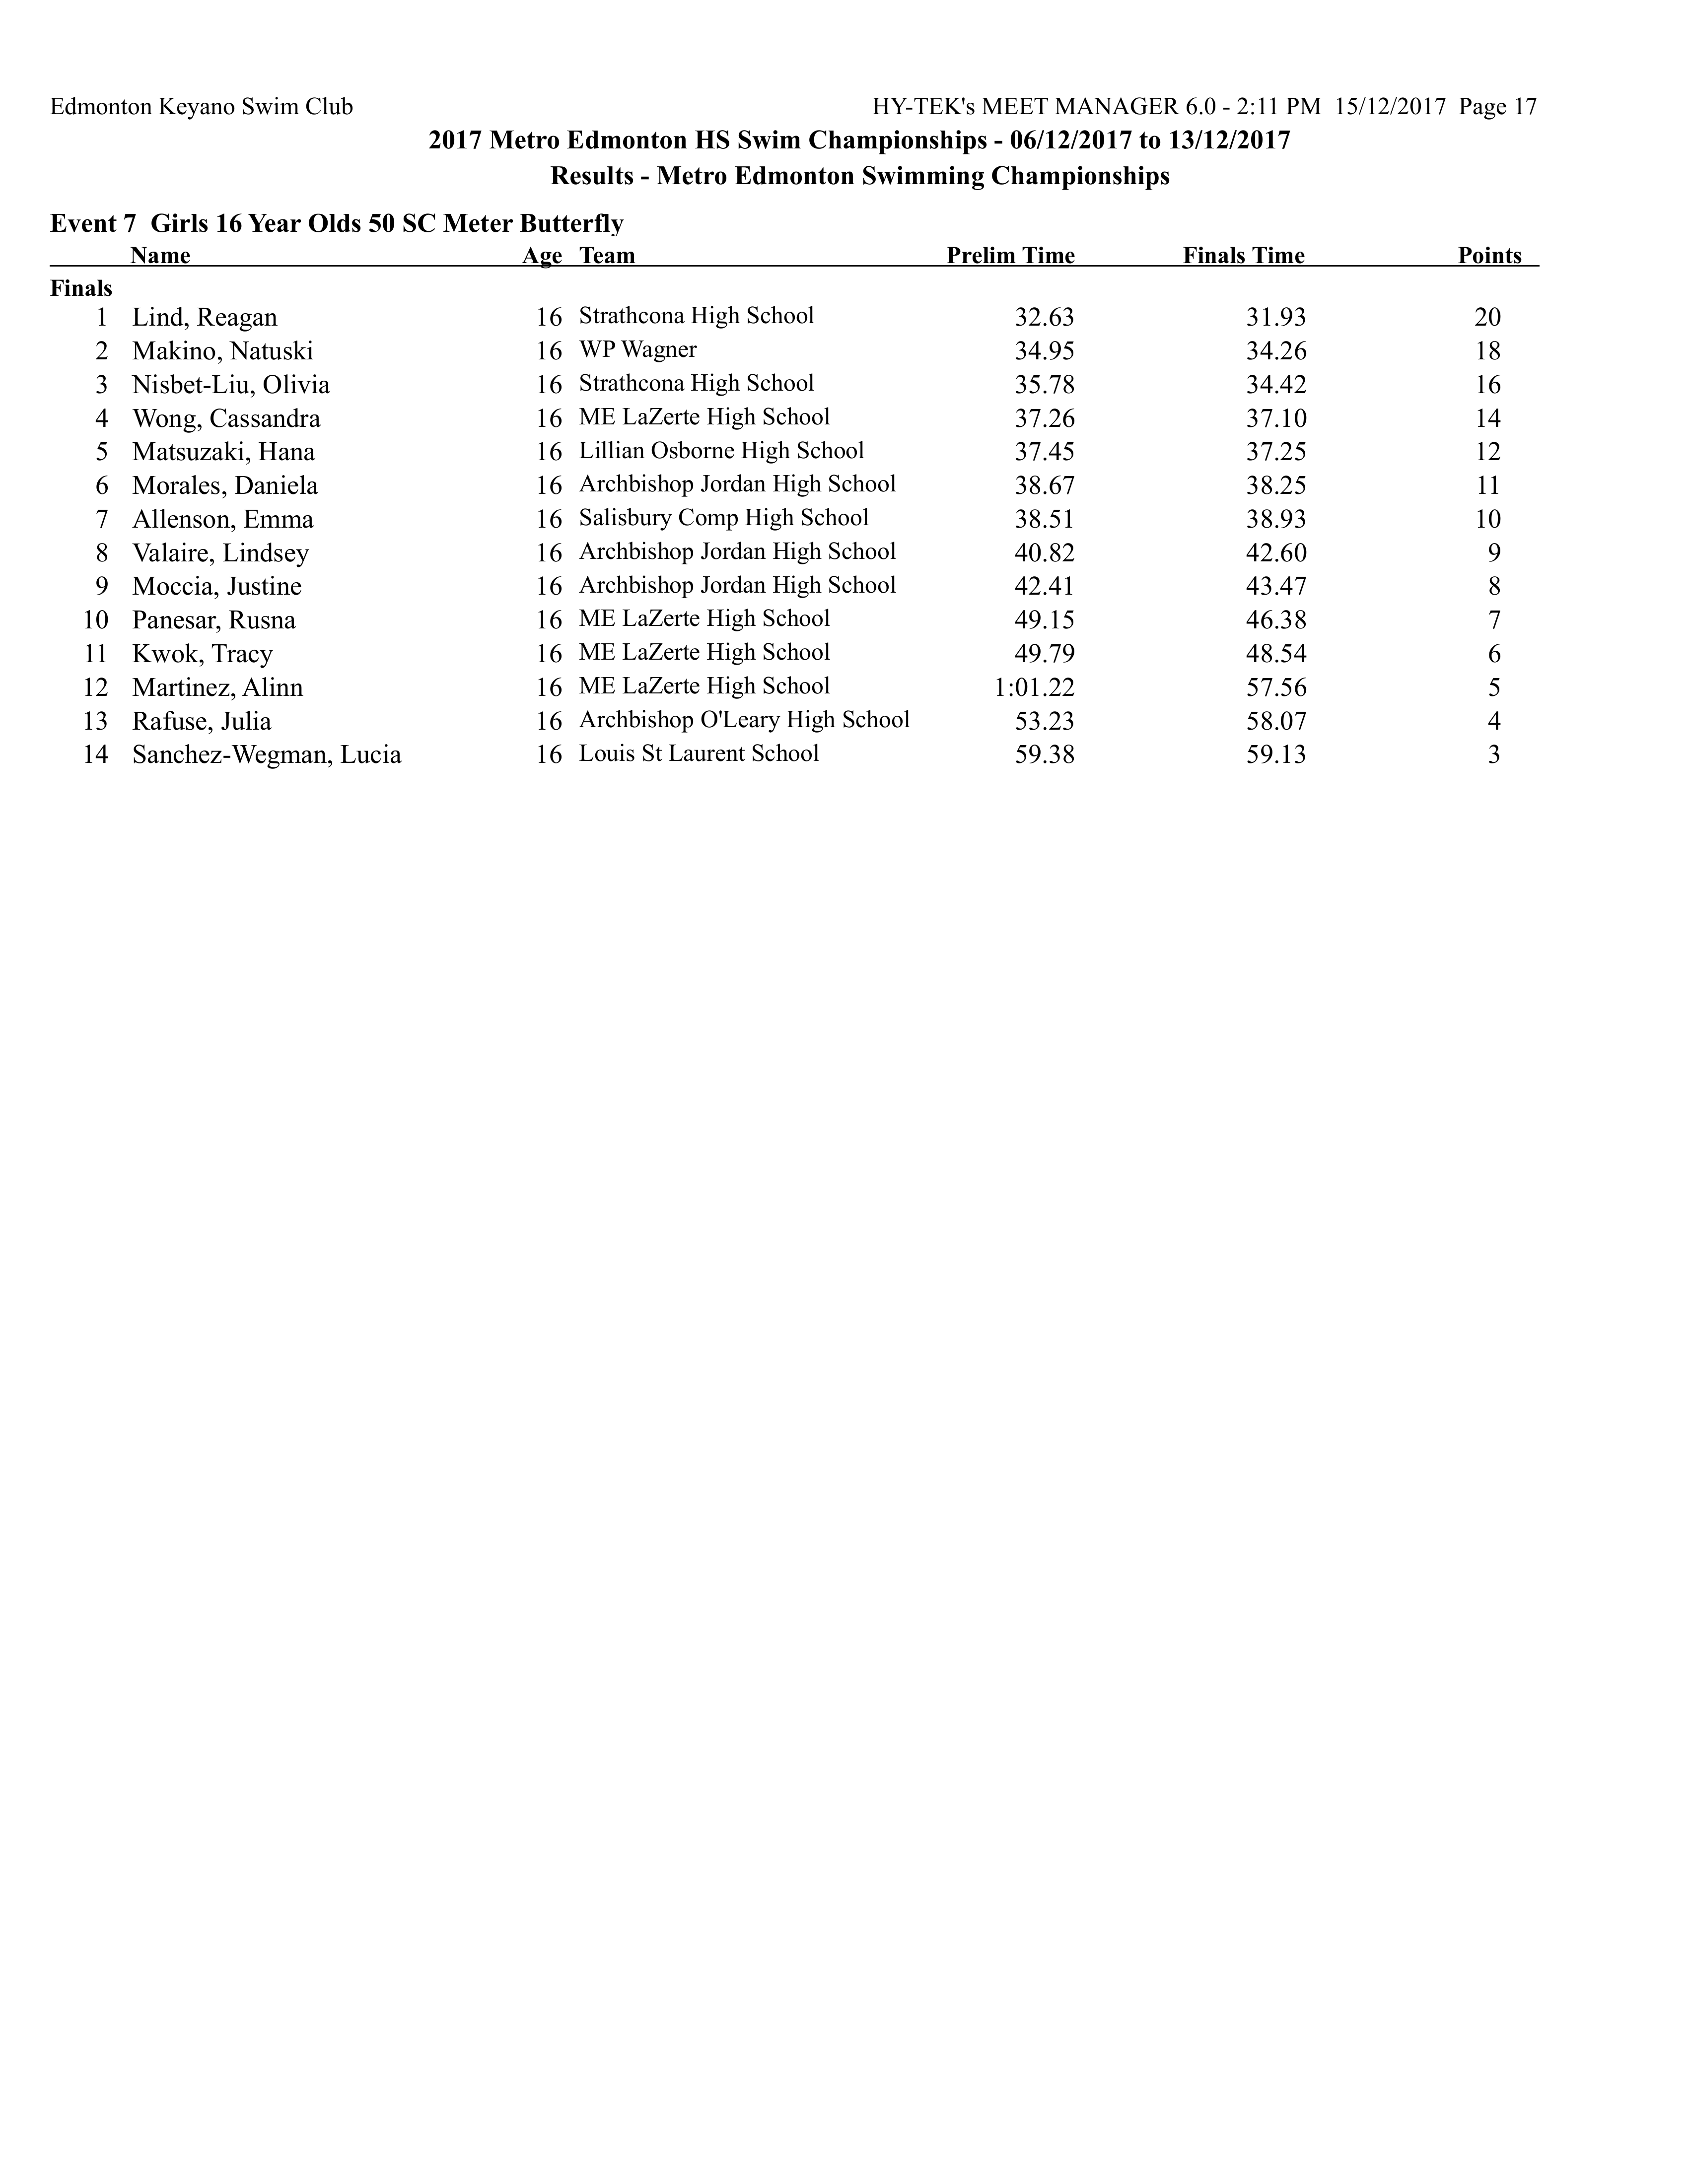 Edmonton Keyano Swim Club HY-TEK's MEET MANAGER 6.0 - 2:11 PM 15/12/2017 Page 17
2017 Metro Edmonton HS Swim Championships - 06/12/2017 to 13/12/2017
Results - Metro Edmonton Swimming Championships
Event 7 Girls 16 Year Olds 50 SC Meter Butterfly
Name Age Team Prelim Time Finals Time Points
Finals
1 Lind, Reagan 16 Strathcona High School 32.63 31.93 20
2 Makino, Natuski 16 WP Wagner 34.95 34.26 18
3 Nisbet-Liu, Olivia 16 Strathcona High School 35.78 34.42 16
4 Wong, Cassandra 16 ME LaZerte High School 37.26 37.10 14
5 Matsuzaki, Hana 16 Lillian Osborne High School 37.45 37.25 12
6 Morales, Daniela 16 Archbishop Jordan High School 38.67 38.25 11
7 Allenson, Emma 16 Salisbury Comp High School 38.51 38.93 10
8 Valaire, Lindsey 16 Archbishop Jordan High School 40.82 42.60 9
9 Moccia, Justine 16 Archbishop Jordan High School 42.41 43.47 8
10 Panesar, Rusna 16 ME LaZerte High School 49.15 46.38 7
11 Kwok, Tracy 16 ME LaZerte High School 49.79 48.54 6
12 Martinez, Alinn 16 ME LaZerte High School 1:01.22 57.56 5
13 Rafuse, Julia 16 Archbishop O'Leary High School 53.23 58.07 4
14 Sanchez-Wegman, Lucia 16 Louis St Laurent School 59.38 59.13 3